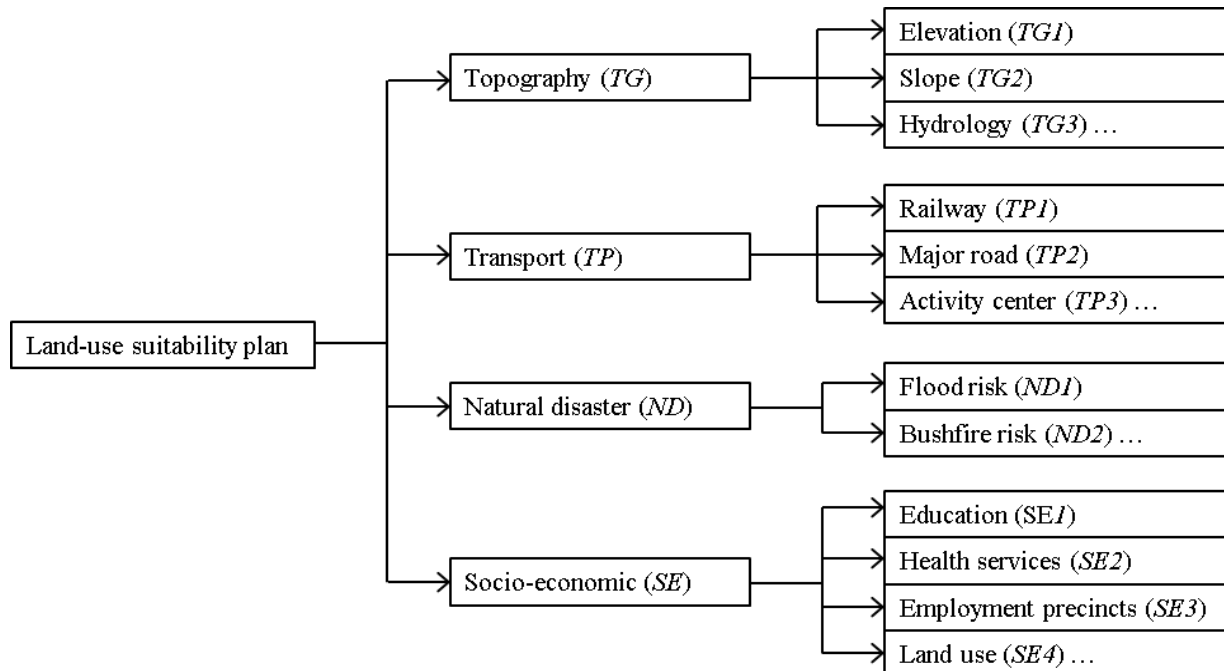 Elevation (TG1)
Topography (TG)
Slope (TG2)
Hydrology (TG3) …
Railway (TP1)
Transport (TP)
Major road (TP2)
Activity center (TP3) …
Land-use suitability plan
Flood risk (ND1)
Natural disaster (ND)
Bushfire risk (ND2) …
Education (SE1)
Health services (SE2)
Socio-economic (SE)
Employment precincts (SE3)
Land use (SE4) …